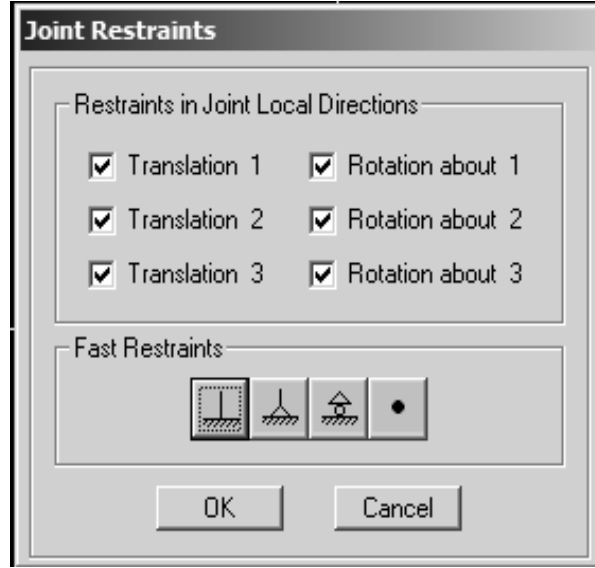 Joint Restraints
Restraints in Joint Local Directions
Translation 1 Rotation about 1
Translation 2 Rotation about 2
Translation 3 Rotation about 3
Fast Restraints
OK Cancel